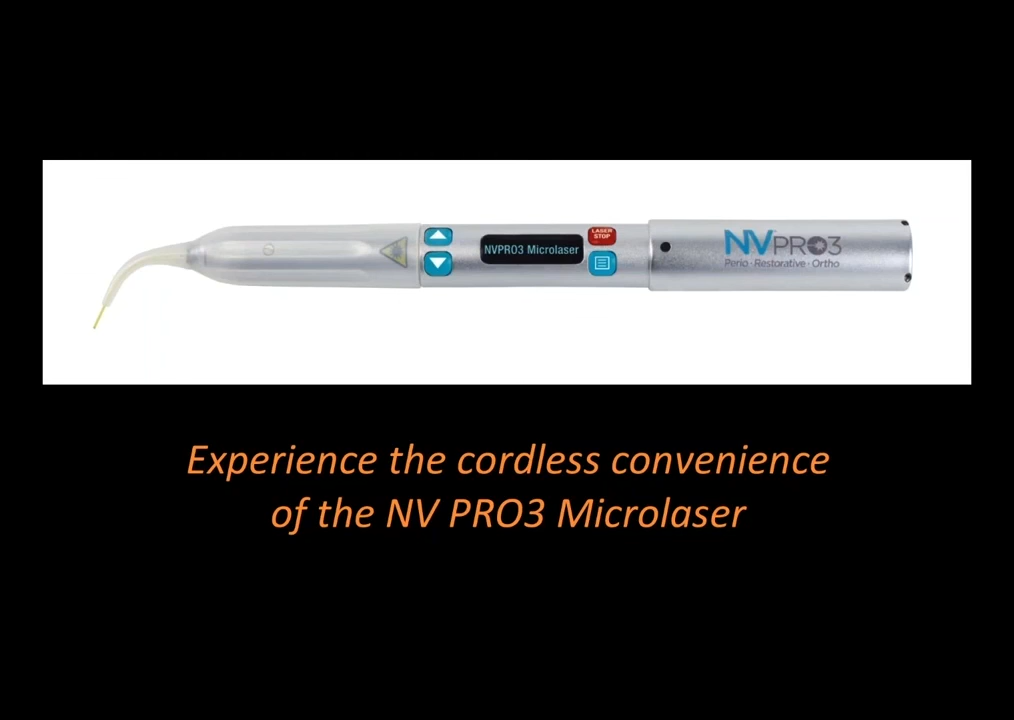 LASER
STOP
NVPRO3 Microlaser
NVPRO3
Perio · Restorative · Ortho
Experience the cordless convenience
of the NV PRO3 Microlaser